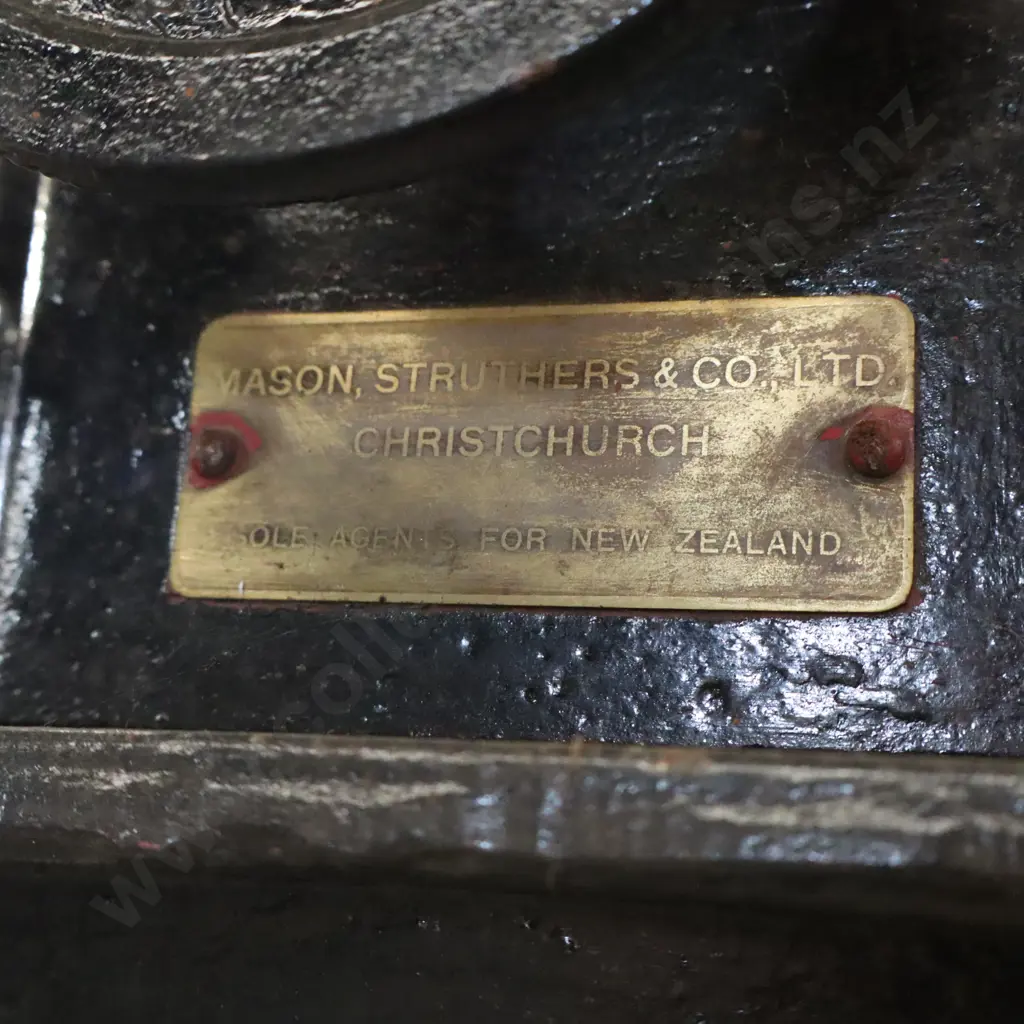 MASON, STRUTHERS & CO., LTD.
CHRISTCHURCH
SOLE AGENTS FOR NEW ZEALAND